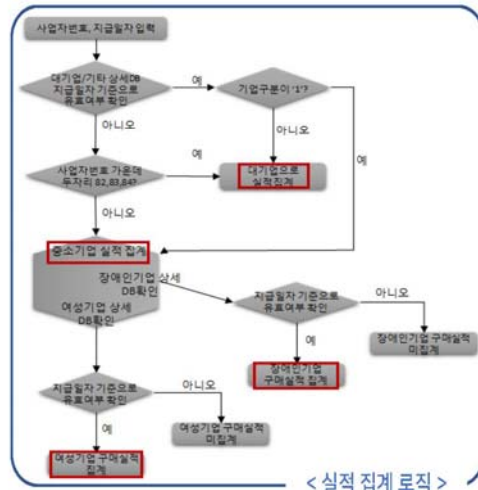 사업자번호, 지급일자 입력
대기업/기타 상세DB
지급일자 기준으로
유효여부 확인
예
기업구분이 '1'?
아니오
아니오
예
사업자번호 가운데
두자리 82,83,84?
예
대기업으로
실적집계
아니오
중소기업 실적 집계
장애인기업 상세
DB확인
여성기업 상세
DB확인
지급일자 기준으로
유효여부 확인
아니오
예
장애인기업 구매실적
미집계
장애인기업
구매실적 집계
지급일자 기준으로
유효여부 확인
아니오
예
여성기업 구매실적
미집계
여성기업 구매실적
집계
< 실적 집계 로직 >